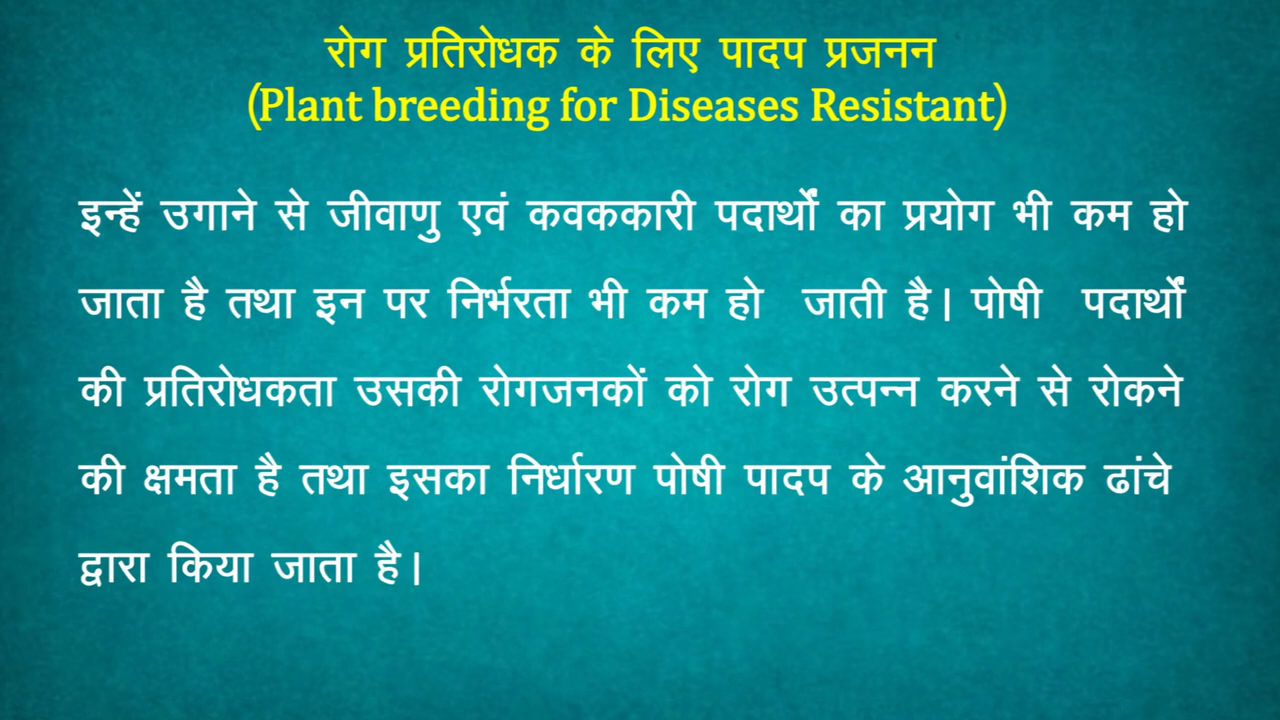 रोग प्रतिरोधक के लिए पादप प्रजनन
(Plant breeding for Diseases Resistant)
इन्हें उगाने से जीवाणु एवं कवककारी पदार्थों का प्रयोग भी कम हो
जाता है तथा इन पर निर्भरता भी कम हो जाती है। पोषी पदार्थों
की प्रतिरोधकता उसकी रोगजनकों को रोग उत्पन्न करने से रोकने
की क्षमता है तथा इसका निर्धारण पोषी पादप के आनुवांशिक ढांचे
द्वारा किया जाता है।